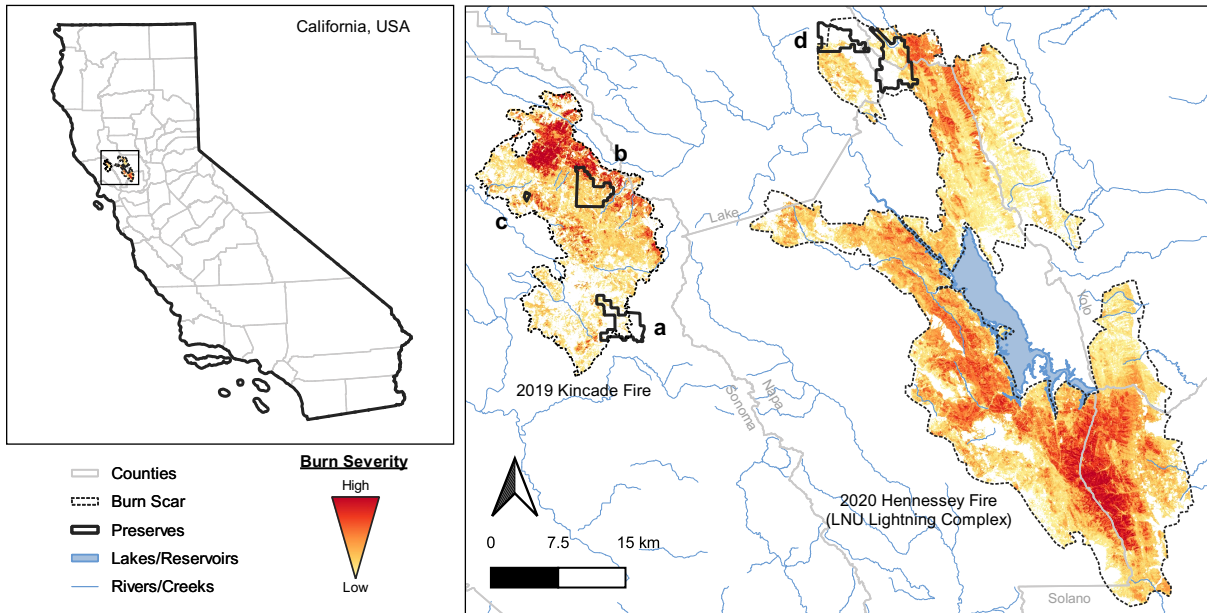 California, USA
d
b
c
Lake
a
Yolo
2019 Kincade Fire
Napa
Sonoma
Counties
Burn Scar
Preserves
Lakes/Reservoirs
Rivers/Creeks
Burn Severity
High
Low
2020 Hennessey Fire
(LNU Lightning Complex)
0 7.5 15 km
Solano